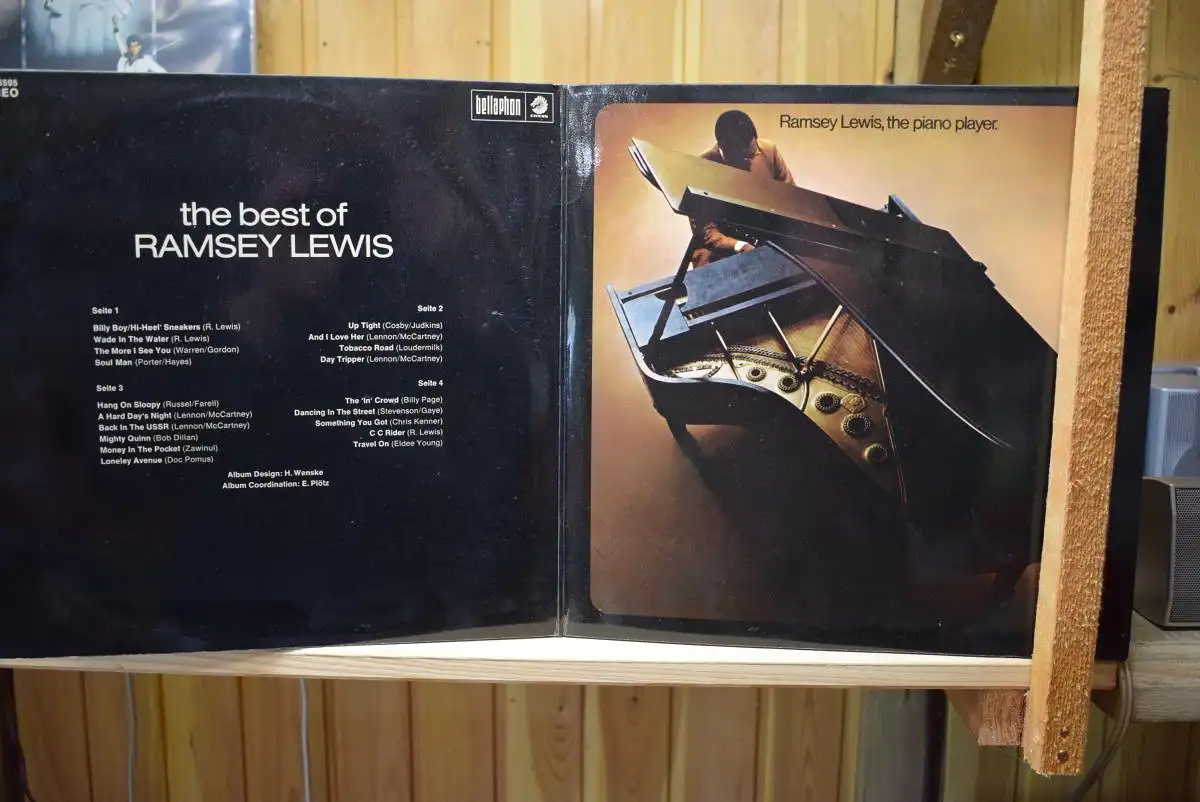 EO
bellaphon
CHESS
the best of
RAMSEY LEWIS
Seite 1
Billy Boy/Hi-Heel' Sneakers (R. Lewis)
Wade In The Water (R. Lewis)
The More I See You (Warren/Gordon)
Soul Man (Porter/Hayes)
Seite 2
Up Tight (Cosby/Judkins)
And I Love Her (Lennon/McCartney)
Tobacco Road (Loudermilk)
Day Tripper (Lennon/McCartney)
Seite 3
Hang On Sloopy (Russel/Farell)
A Hard Day's Night (Lennon/McCartney)
Back In The USSR (Lennon/McCartney)
Mighty Quinn (Bob Dillan)
Money In The Pocket (Zawinul)
Loneley Avenue (Doc Pomus)
Seite 4
The 'in' Crowd (Billy Page)
Dancing In The Street (Stevenson/Gaye)
Something You Got (Chris Kenner)
C C Rider (R. Lewis)
Travel On (Eldee Young)
Album Design: H. Wenske
Album Coordination: E. Plötz
Ramsey Lewis, the piano player.